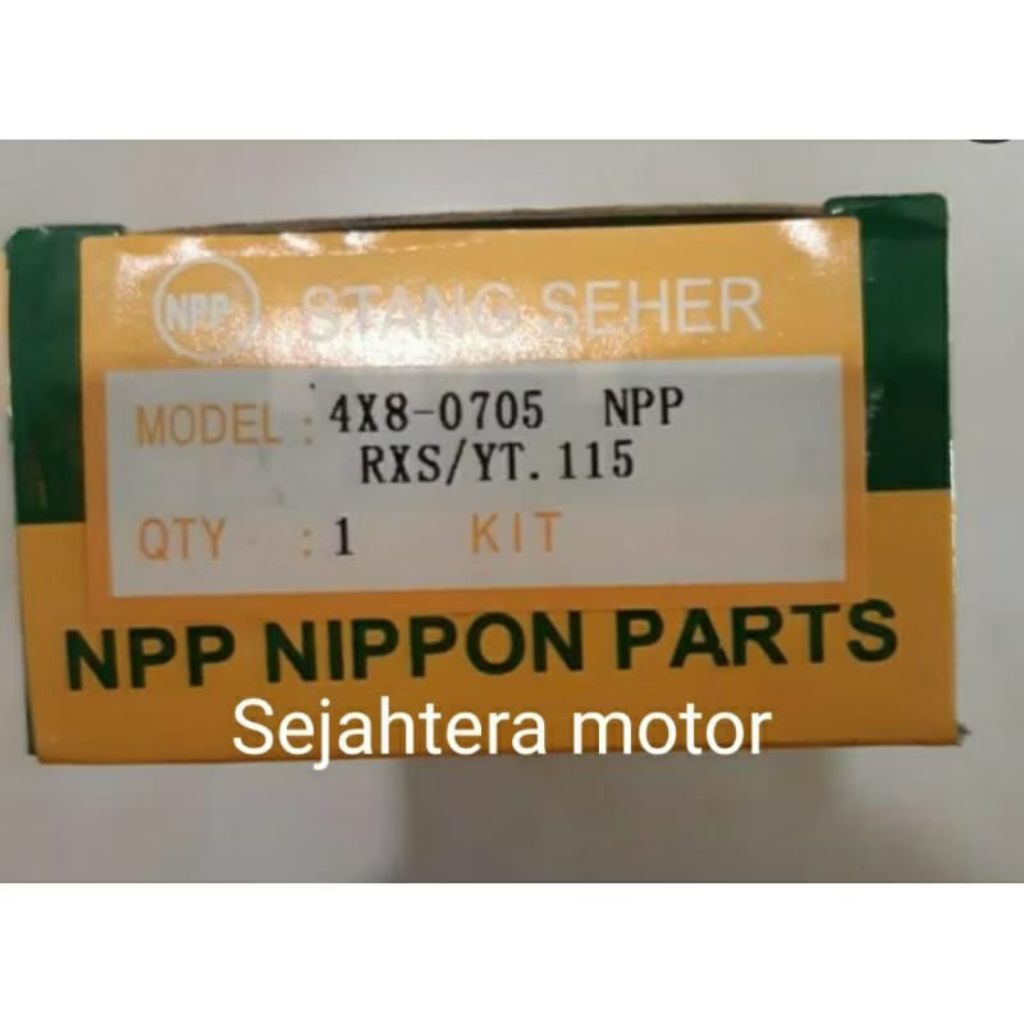 NPP STANG SEHER
MODEL : 4X8-0705 NPP
RXS/YT.115
QTY : 1 KIT
NPP NIPPON PARTS
Sejahtera motor